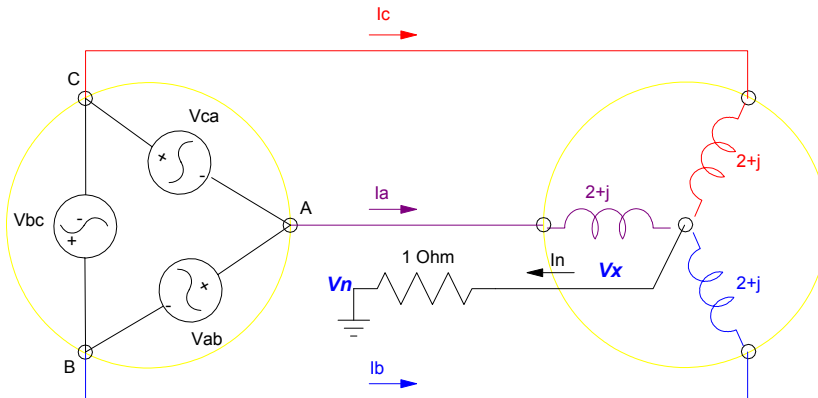 Ic
C
Vca
+
-
2+j
Vbc
-
+
A
Ia
2+j
1 Ohm
In
Vx
Vn
+
-
Vab
2+j
B
Ib